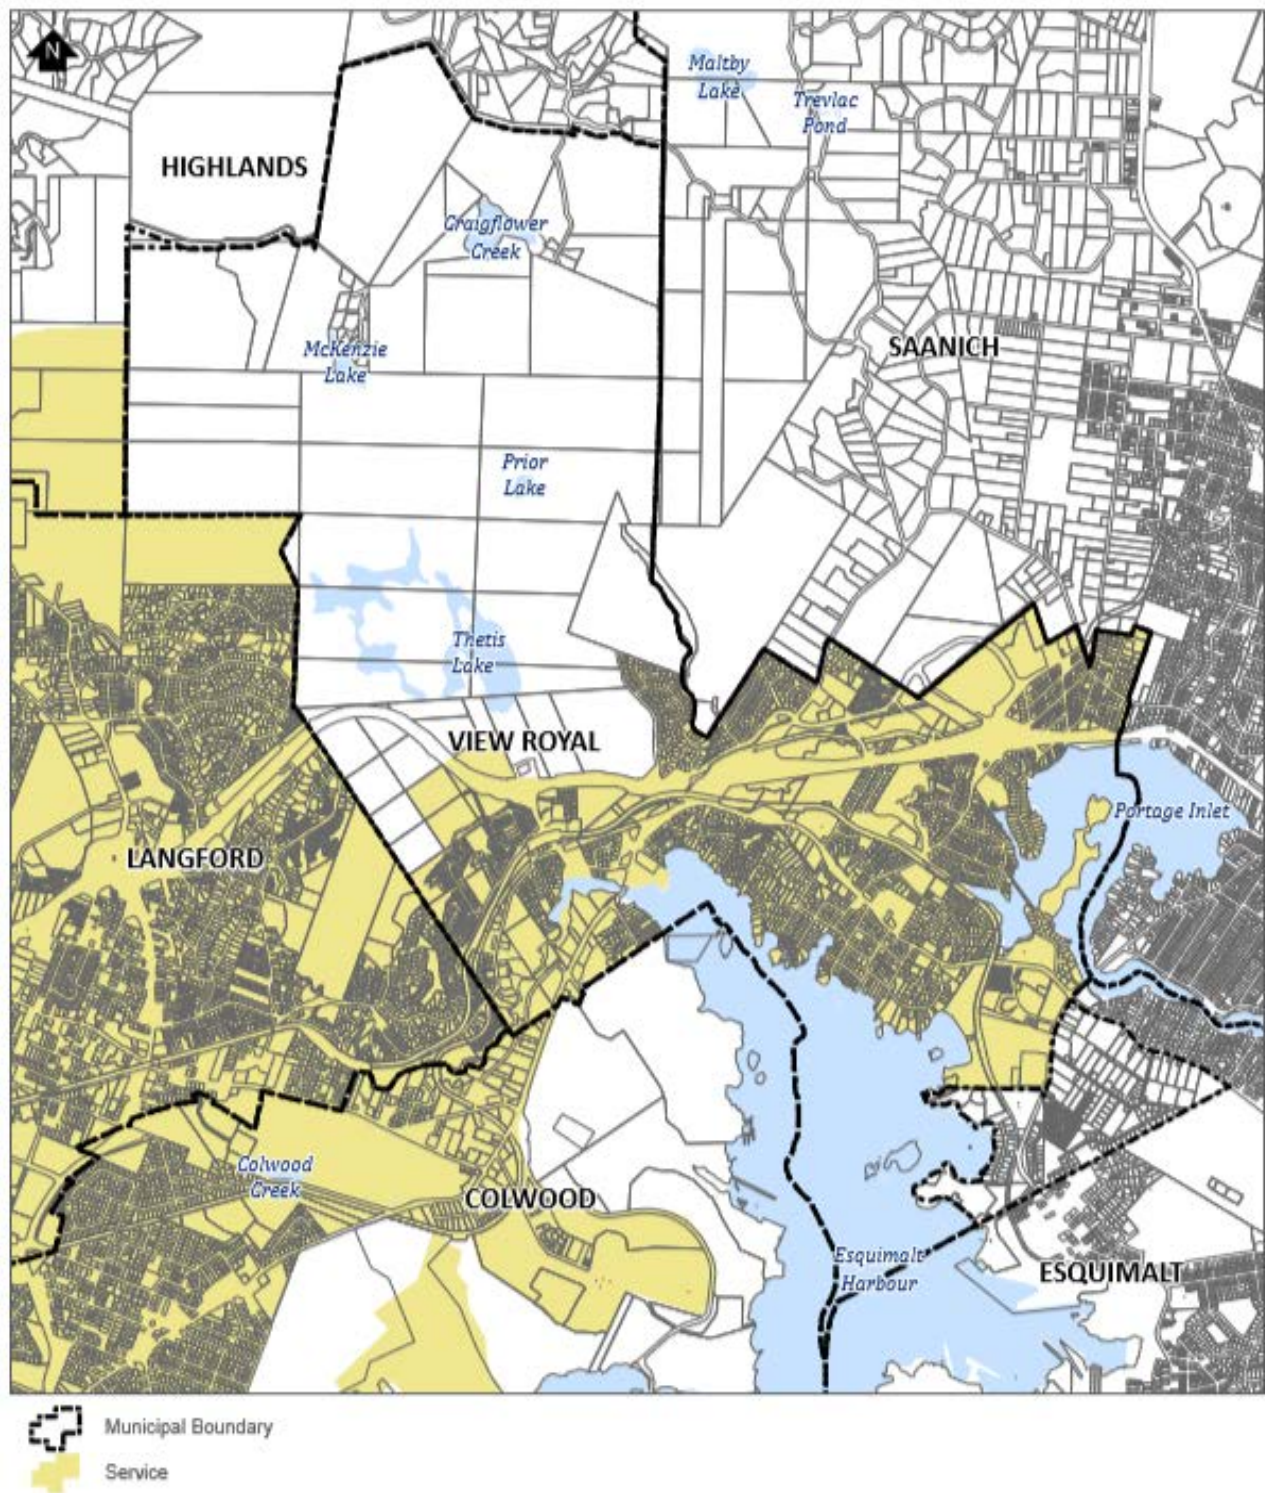 N
Maltby
Lake
Trevlac
Pond
HIGHLANDS
Craigflower
Creek
SAANICH
McKenzie
Lake
Prior
Lake
Thetis
Lake
VIEW ROYAL
Portage Inlet
LANGFORD
Colwood
Creek
COLWOOD
Esquimalt
Harbour
ESQUIMALT
Municipal Boundary
Service